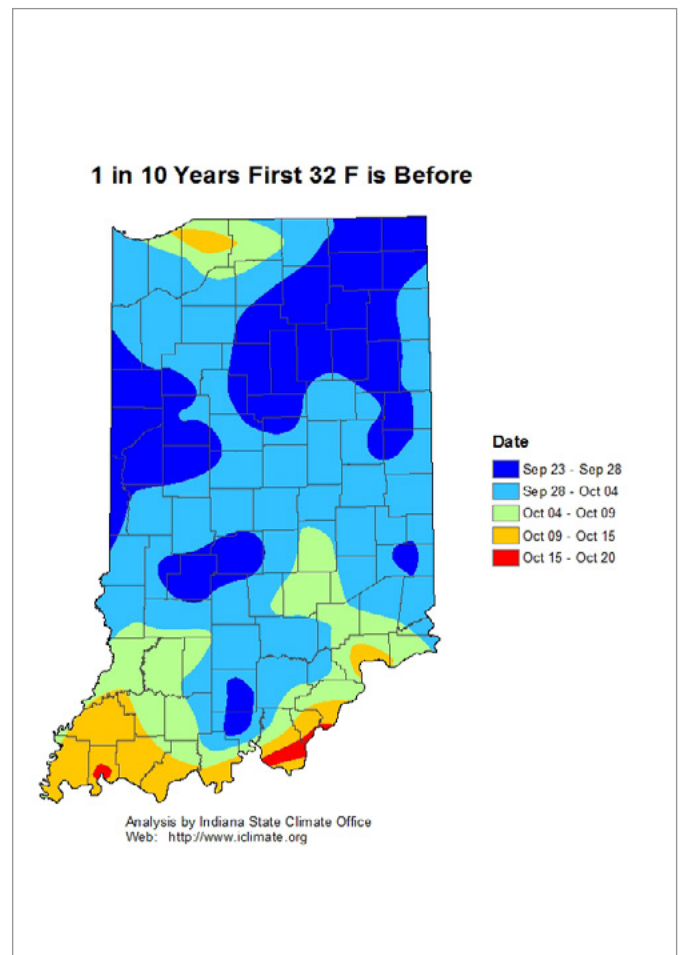 1 in 10 Years First 32 F is Before
Date
Sep 23 - Sep 28
Sep 28 - Oct 04
Oct 04 - Oct 09
Oct 09 - Oct 15
Oct 15 - Oct 20
Analysis by Indiana State Climate Office
Web: http://www.iclimate.org